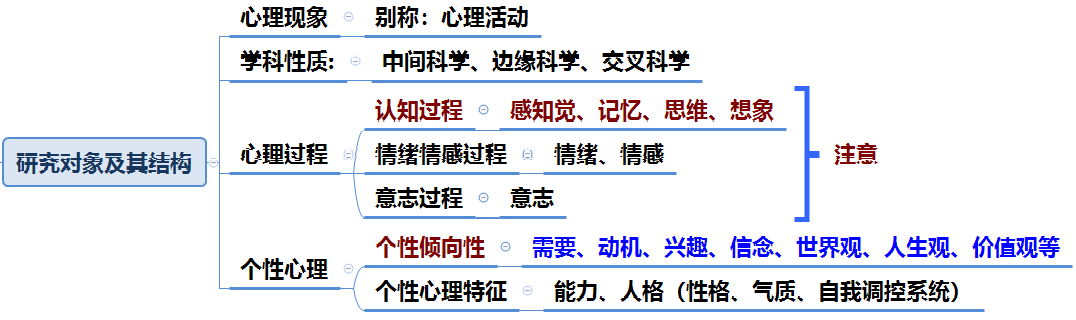 研究对象及其结构
心理现象
别称：心理活动
学科性质:
中间科学、边缘科学、交叉科学
心理过程
认知过程
感知觉、记忆、思维、想象
情绪情感过程
情绪、情感
意志过程
意志
注意
个性心理
个性倾向性
需要、动机、兴趣、信念、世界观、人生观、价值观等
个性心理特征
能力、人格（性格、气质、自我调控系统）